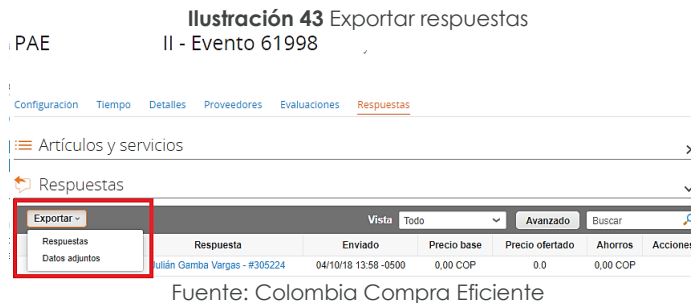 Ilustración 43 Exportar respuestas
PAE II - Evento 61998
Configuracion Tiempo Detalles Proveedores Evaluaciones Respuestas
Artículos y servicios
Respuestas
Exportar Vista Todo Avanzado Buscar
Respuestas
Datos adjuntos
Respuesta Enviado Precio base Precio ofertado Ahorros Acciones
Julián Gamba Vargas - #305224 04/10/18 13:58 -0500 0,00 COP 0.0 0,00 COP
Fuente: Colombia Compra Eficiente